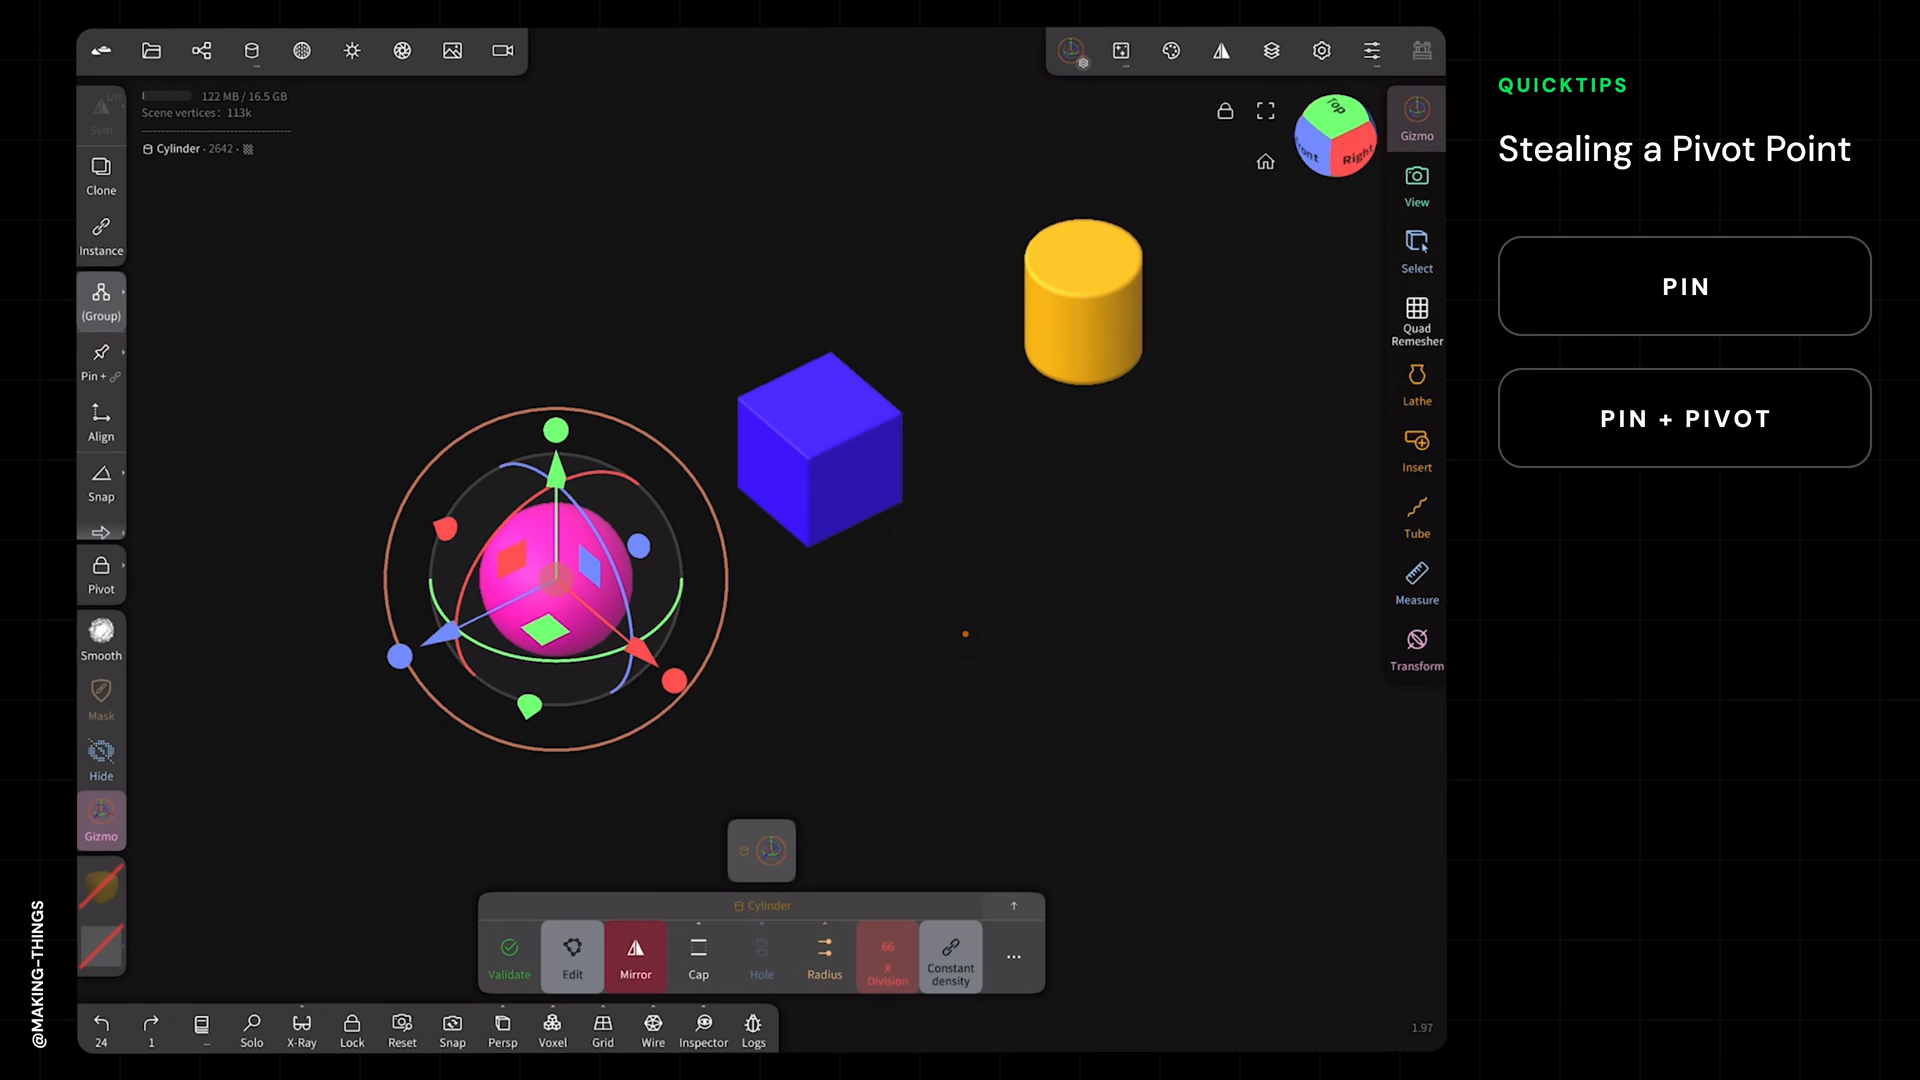 QUICKTIPS
Stealing a Pivot Point
PIN
PIN + PIVOT
@MAKING-THINGS
122 MB / 16.5 GB
Scene vertices: 113k
Cylinder · 2642 ·
L/W
Sym
Clone
Instance
(Group)
Pin +
Align
Snap
Pivot
Smooth
Mask
Hide
Gizmo
Top
Right
Gizmo
View
Select
Quad
Remesher
Lathe
Insert
Tube
Measure
Transform
Cylinder
Validate
Edit
Mirror
Cap
Hole
Radius
66
X
Division
Constant
density
...
24
1
...
Solo
X-Ray
Lock
Reset
Snap
Persp
Voxel
Grid
Wire
Inspector
Logs
1.97